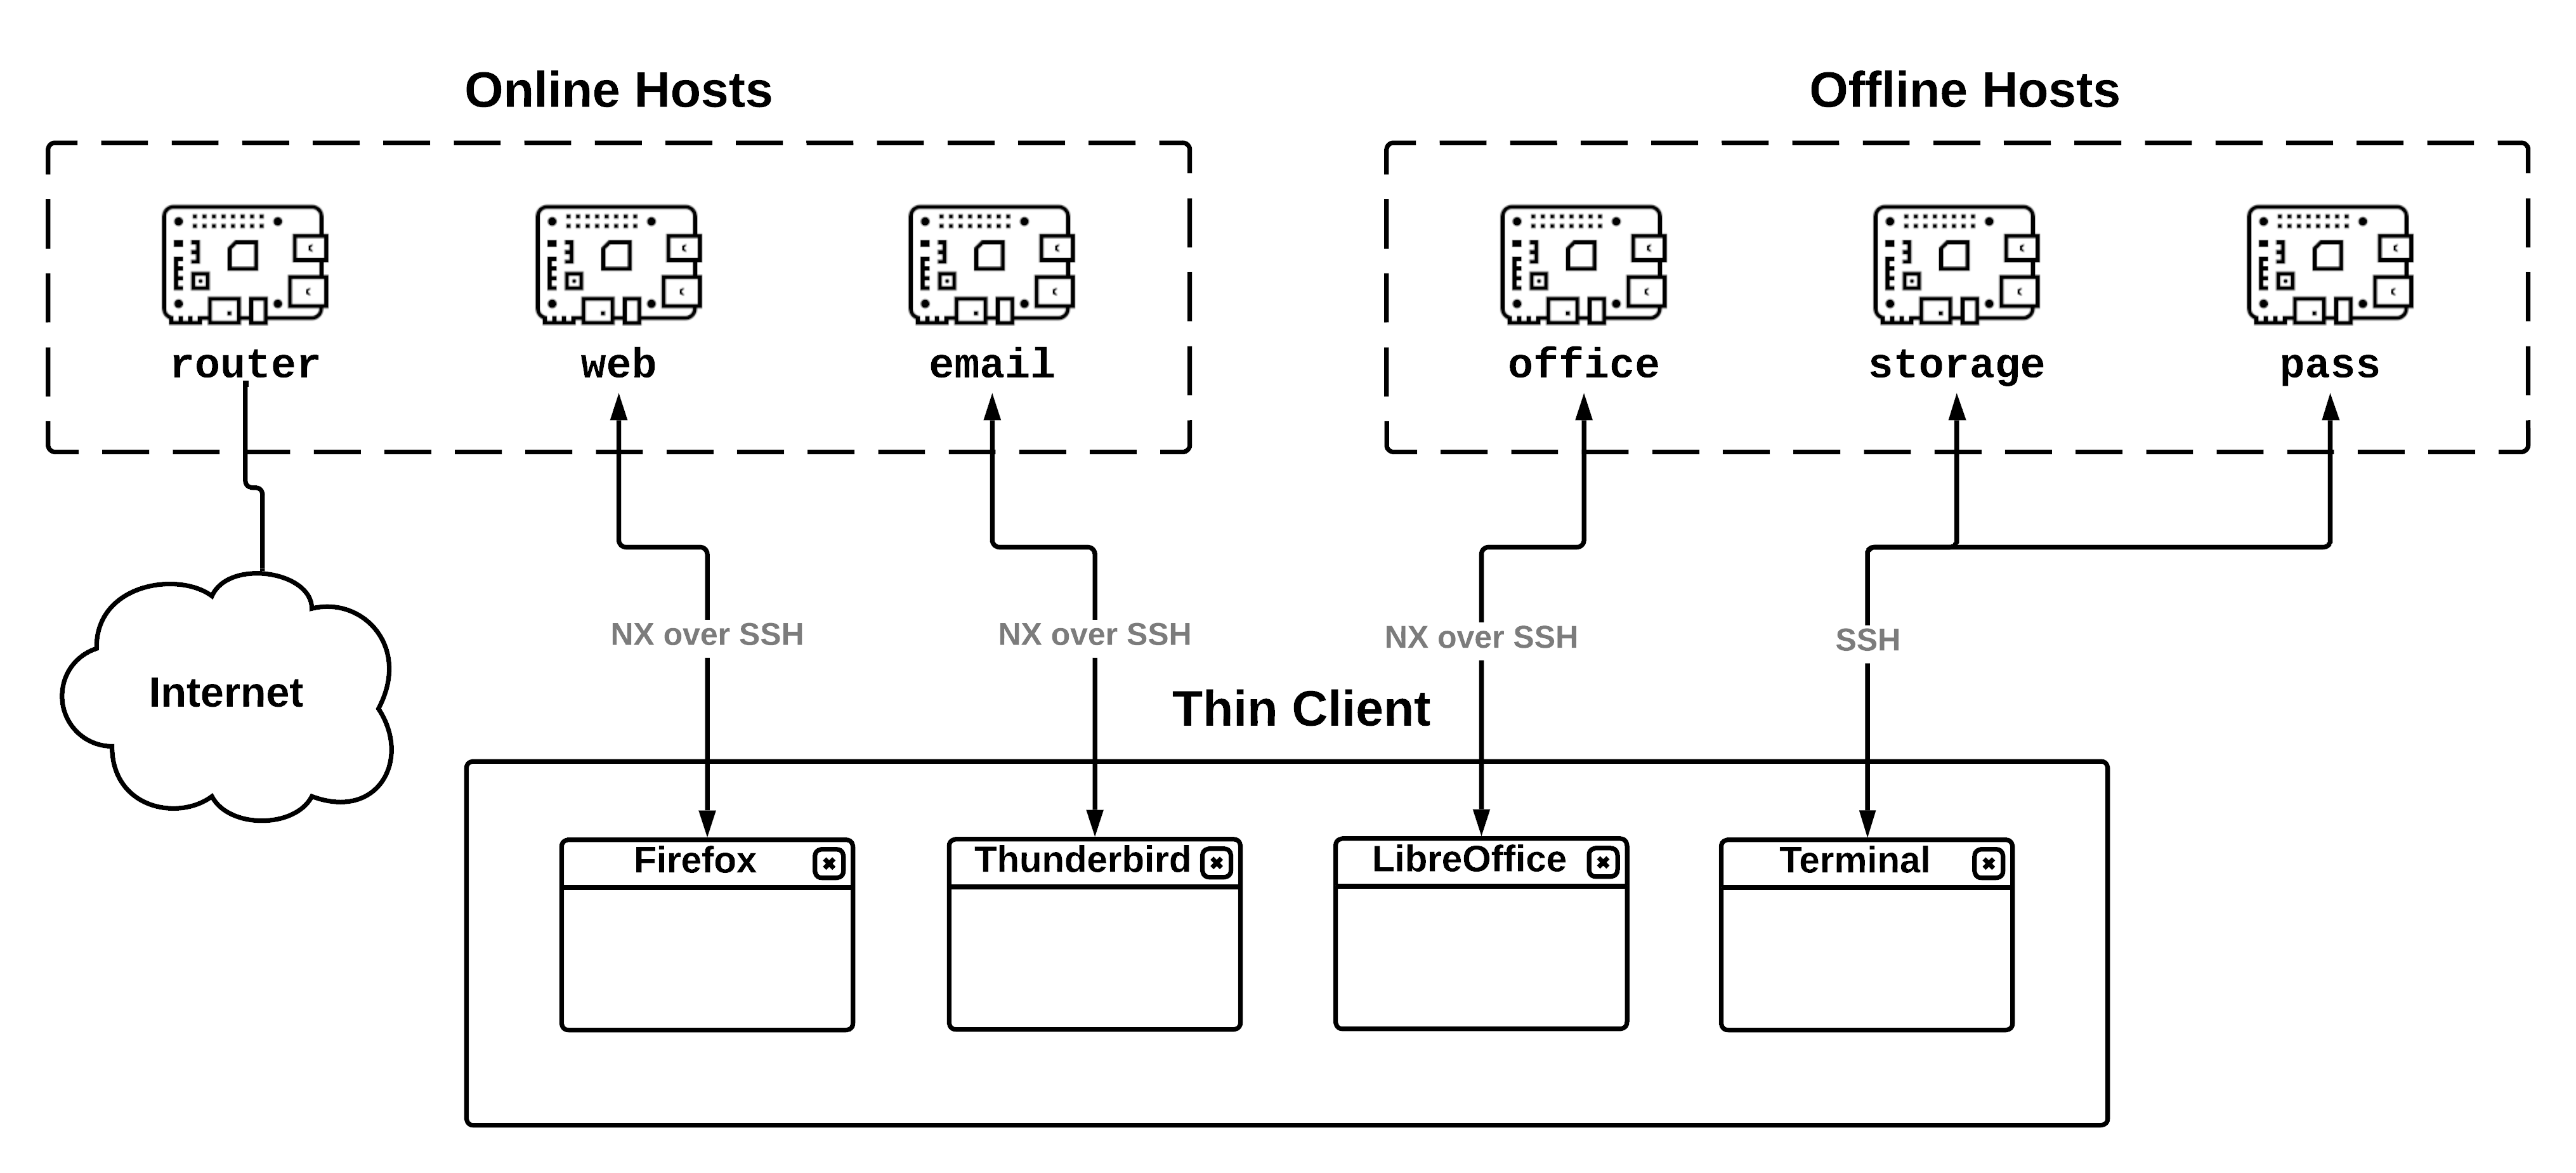 Online Hosts
Offline Hosts
router
web
email
office
storage
pass
NX over SSH
NX over SSH
NX over SSH
SSH
Internet
Thin Client
Firefox
Thunderbird
LibreOffice
Terminal